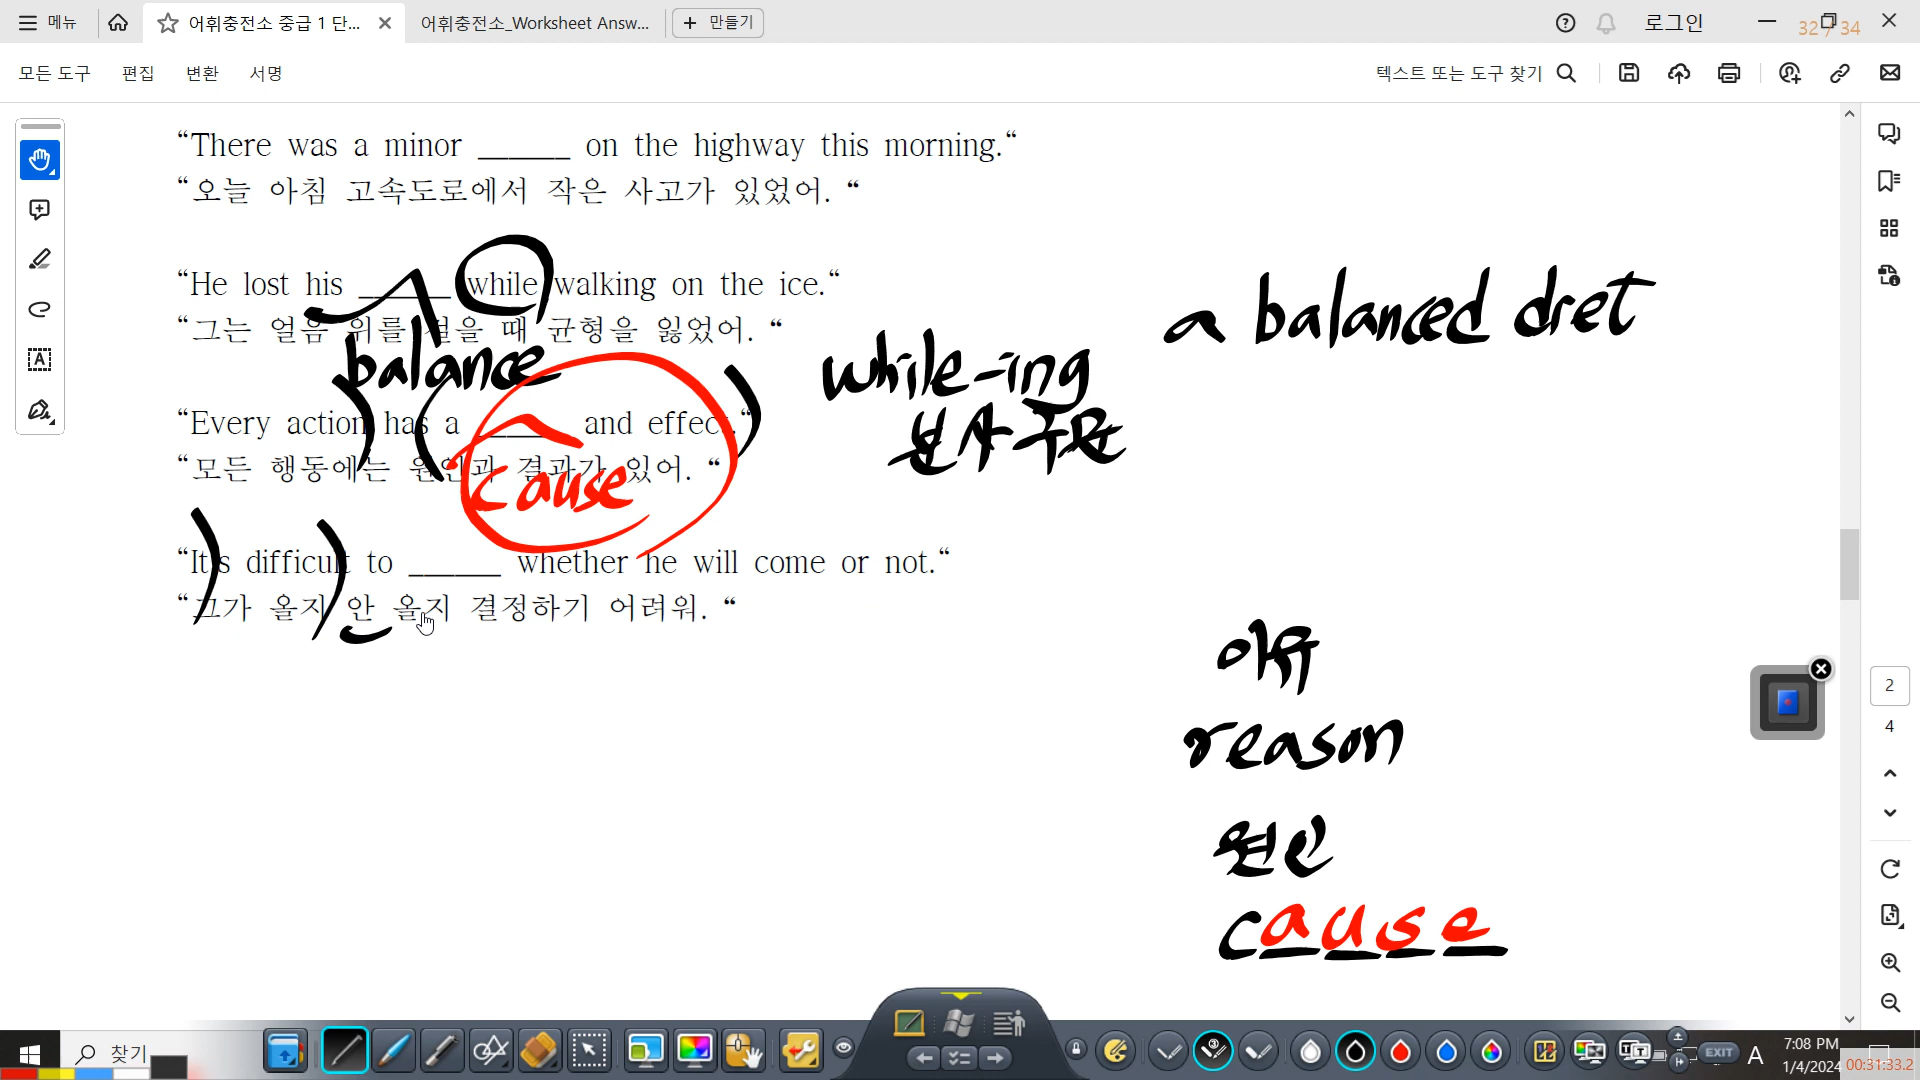 메뉴 어휘충전소 중급 1 단... 어휘충전소_Worksheet Answ... + 만들기 로그인 32 / 34
모든 도구 편집 변환 서명 텍스트 또는 도구 찾기
“There was a minor ______ on the highway this morning.“
“오늘 아침 고속도로에서 작은 사고가 있었어. “
“He lost his ______ while walking on the ice.“
“그는 얼음 위를 걸을 때 균형을 잃었어. “
balance
a balanced diet
while-ing
분사구문
“Every action has a ______ and effect.“
“모든 행동에는 원인과 결과가 있어. “
cause
“It's difficult to ______ whether he will come or not.“
“그가 올지 안 올지 결정하기 어려워. “
이유
reason
원인
cause
2
4
찾기
EXIT A 7:08 PM
1/4/2024 00:31:33.2